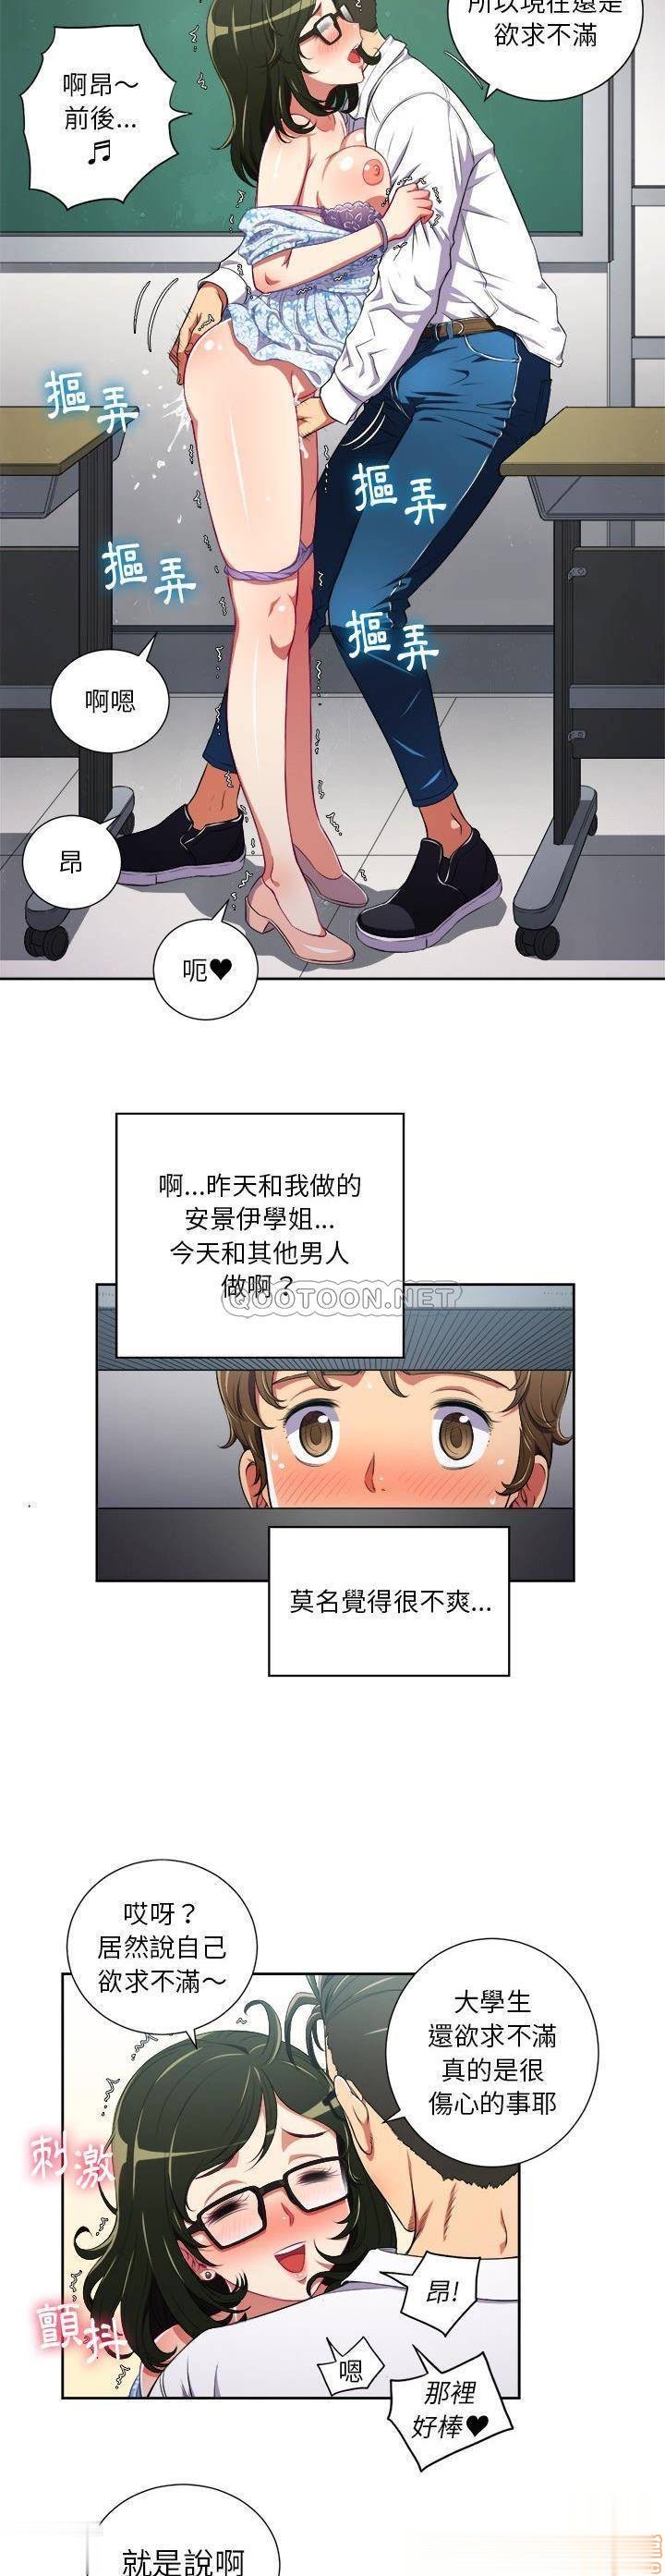 所以現在還是
欲求不滿
啊昂～
前後...
♬
摳弄
摳弄
摳弄
摳弄
啊嗯
昂
呃♥
啊...昨天和我做的
安景伊學姐...
今天和其他男人
做啊？
QOOTOON.NET
莫名覺得很不爽...
哎呀？
居然說自己
欲求不滿～
大學生
還欲求不滿
真的是很
傷心的事耶
刺激
顫抖
昂!
嗯
那裡
好棒♥
就是說啊